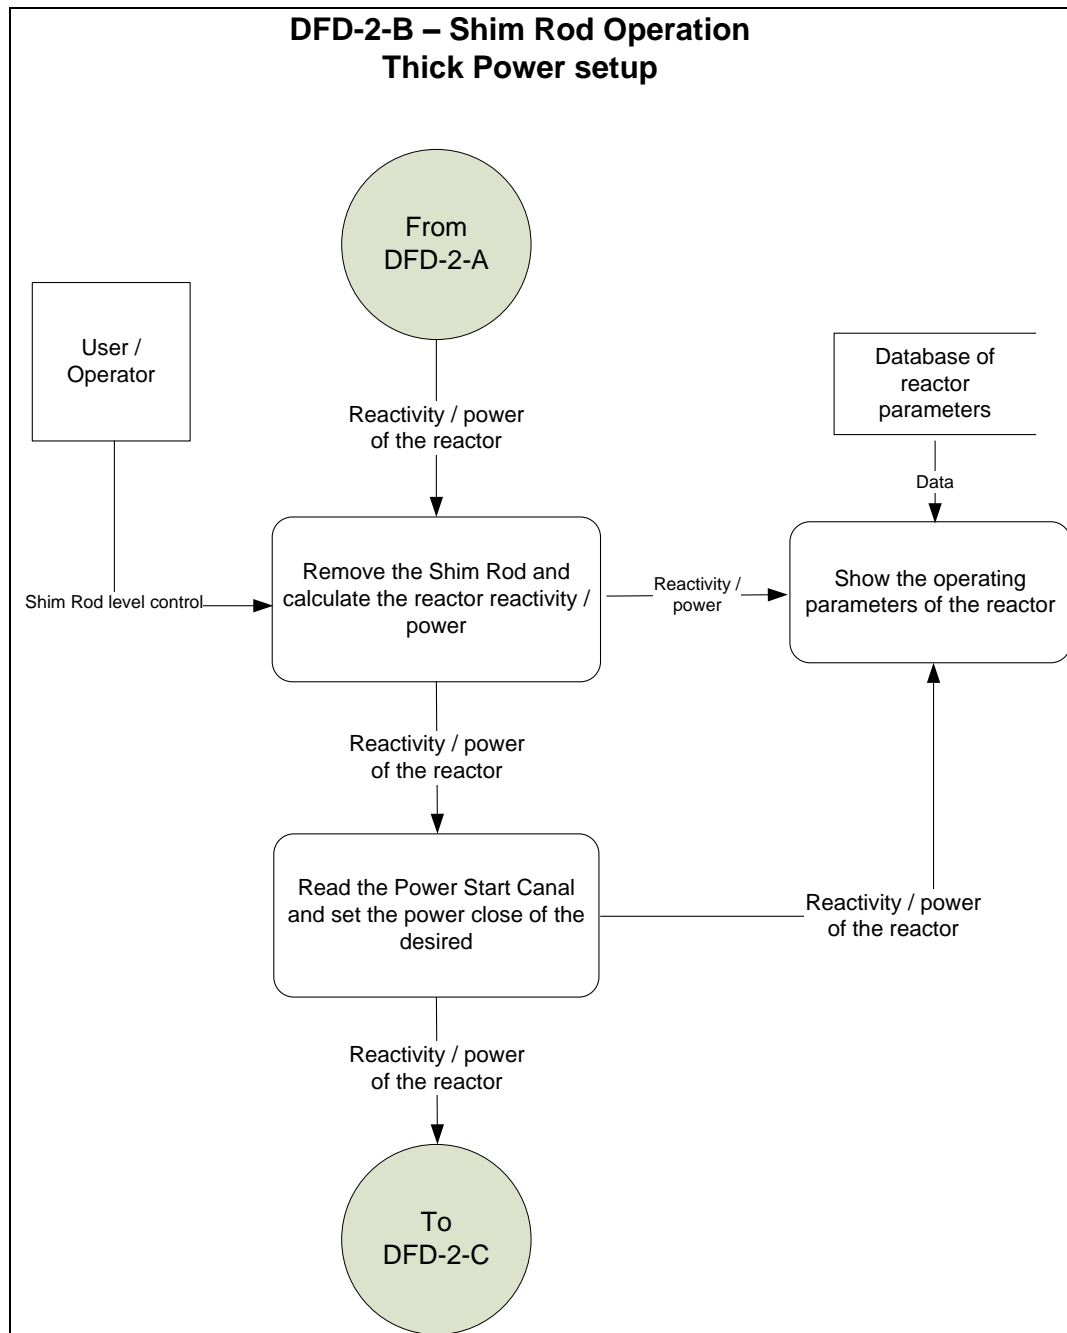 DFD-2-B – Shim Rod Operation
Thick Power setup
From
DFD-2-A
User /
Operator
Database of
reactor
parameters
Reactivity / power
of the reactor
Data
Remove the Shim Rod and
calculate the reactor reactivity /
power
Shim Rod level control
Reactivity /
power
Show the operating
parameters of the reactor
Reactivity / power
of the reactor
Read the Power Start Canal
and set the power close of the
desired
Reactivity / power
of the reactor
Reactivity / power
of the reactor
To
DFD-2-C